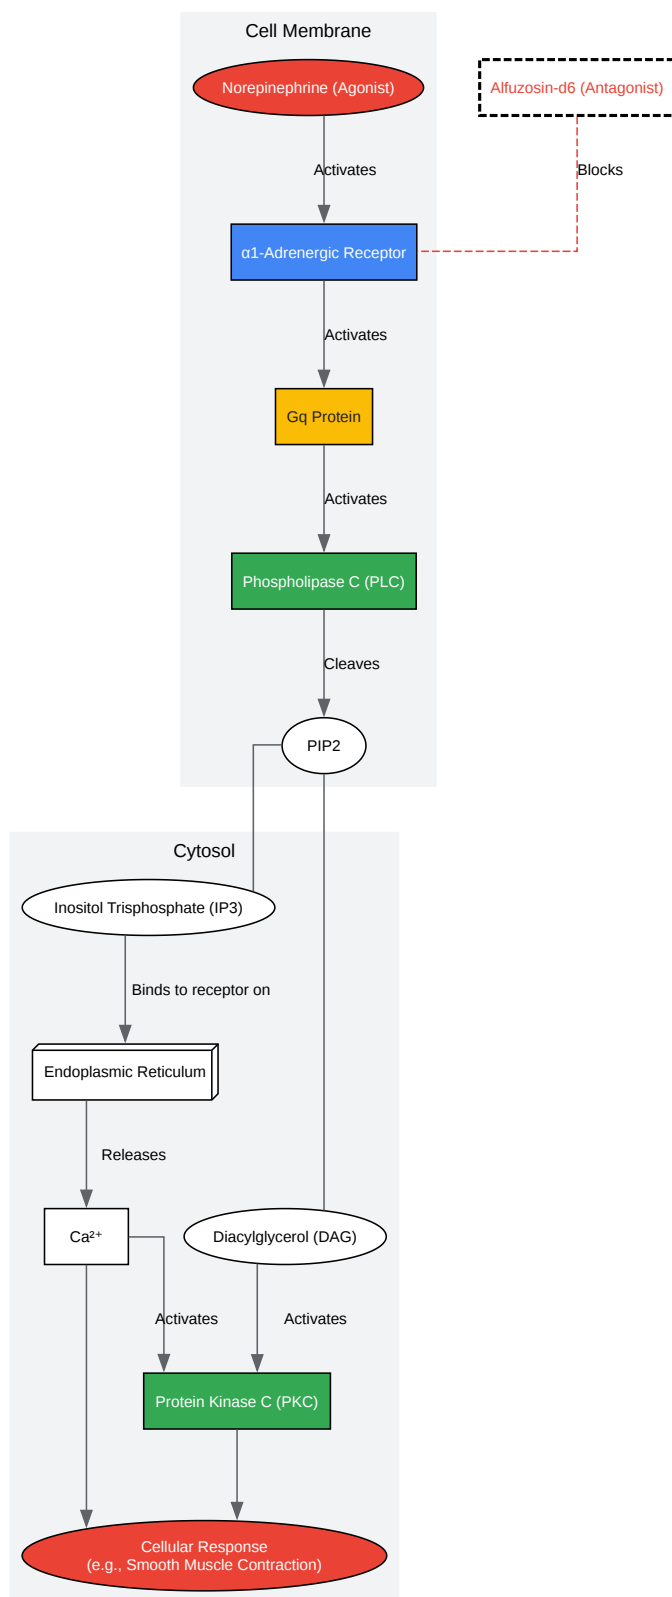 Cell Membrane
Norepinephrine (Agonist)
Alfuzosin-d6 (Antagonist)
Activates
Blocks
α1-Adrenergic Receptor
Activates
Gq Protein
Activates
Phospholipase C (PLC)
Cleaves
PIP2
Cytosol
Inositol Trisphosphate (IP3)
Binds to receptor on
Endoplasmic Reticulum
Releases
Ca²⁺
Diacylglycerol (DAG)
Activates
Activates
Protein Kinase C (PKC)
Cellular Response
(e.g., Smooth Muscle Contraction)